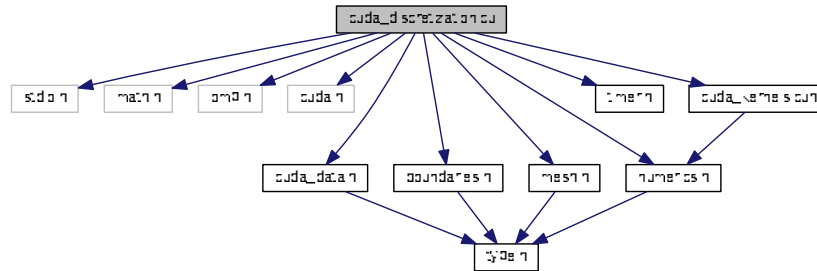 cuda_discretization.cu
stdio.h
math.h
omp.h
cuda.h
timer.h
cuda_kernels.cuh
cuda_data.h
boundaries.h
mesh.h
numerics.h
types.h